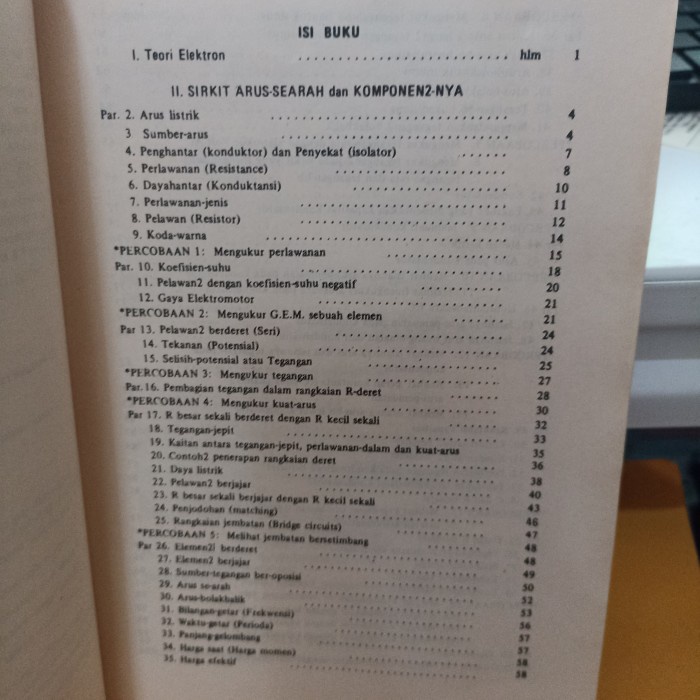 ISI BUKU
I. Teori Elektron .......................... hlm 1
II. SIRKIT ARUS-SEARAH dan KOMPONEN2-NYA
Par. 2. Arus listrik .............................. 4
3 Sumber-arus .............................. 4
4. Penghantar (konduktor) dan Penyekat (isolator) ...... 7
5. Perlawanan (Resistance) ...................... 8
6. Dayahantar (Konduktansi) .................... 10
7. Perlawanan-jenis .......................... 11
8. Pelawan (Resistor) .......................... 12
9. Koda-warna .............................. 14
*PERCOBAAN 1: Mengukur perlawanan ................ 15
Par. 10. Koefisien-suhu .......................... 18
11. Pelawan2 dengan koefisien-suhu negatif ........... 20
12. Gaya Elektromotor ........................ 21
*PERCOBAAN 2: Mengukur G.E.M. sebuah elemen ....... 21
Par 13. Pelawan2 berderet (Seri) ...................... 24
14. Tekanan (Potensial) ........................ 24
15. Selisih-potensial atau Tegangan ................ 25
*PERCOBAAN 3: Mengukur tegangan .................. 27
Par. 16. Pembagian tegangan dalam rangkaian R-deret ....... 28
*PERCOBAAN 4: Mengukur kuat-arus .................. 30
Par 17. R besar sekali berderet dengan R kecil sekali ....... 32
18. Tegangan-jepit .......................... 33
19. Kaitan antara tegangan-jepit, perlawanan-dalam dan kuat-arus 35
20. Contoh2 penerapan rangkaian deret ............ 36
21. Daya listrik ..........................
22. Pelawan2 berjajar ........................ 38
23. R besar sekali berjajar dengan R kecil sekali ........ 40
24. Penjodohan (matching) .................... 43
25. Rangkaian jembatan (Bridge circuits) ............ 46
*PERCOBAAN 5: Melihat jembatan bersetimbang ........ 47
Par 26. Elemen2 berderet .................... 48
27. Elemen2 berjajar .................... 48
28. Sumber-tegangan ber-oposisi ................ 49
29. Arus se-arah ...................... 50
30. Arus-bolakbalik ...................... 52
31. Bilangan-getar (Frekwensi) ................ 53
32. Waktu-getar (Perioda) .................... 56
33. Panjang-gelombang .................... 57
34. Harga saat (Harga momen) ................ 57
35. Harga efektif ...................... 58
58